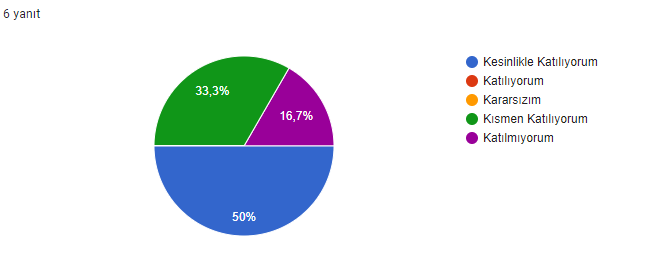 6 yanıt
Kesinlikle Katılıyorum
Katılıyorum
Kararsızım
Kısmen Katılıyorum
Katılmıyorum
33,3%
16,7%
50%